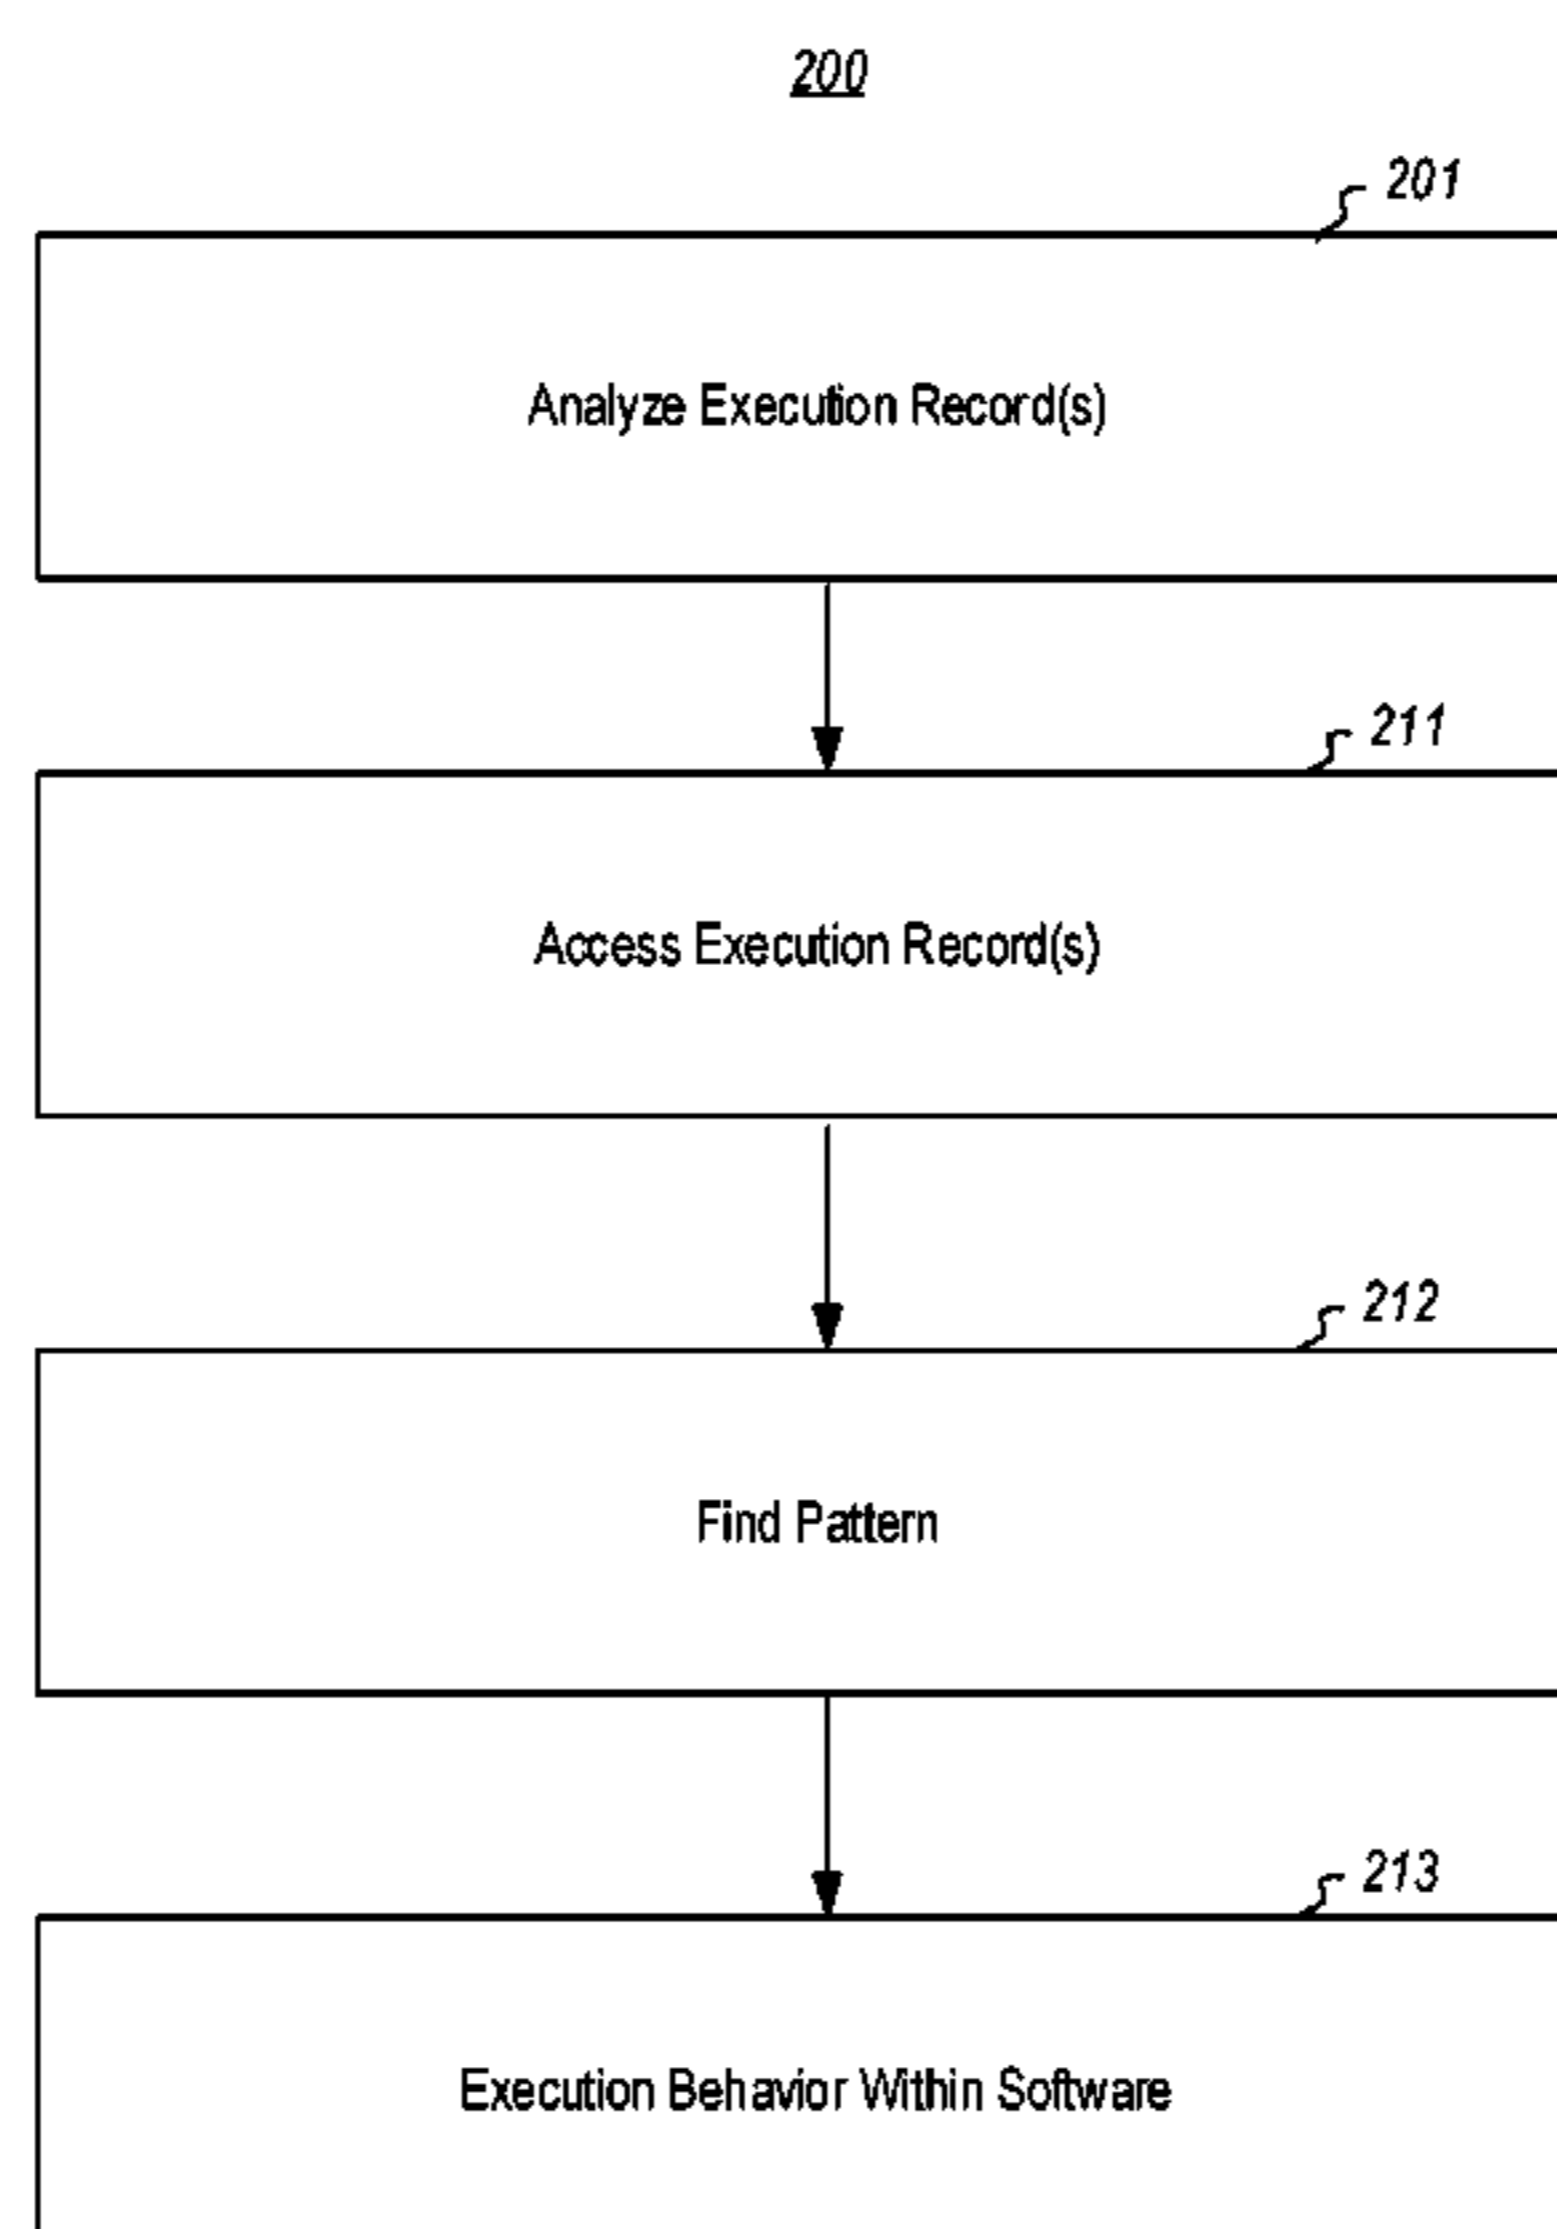 200
201
Analyze Execution Record(s)
211
Access Execution Record(s)
212
Find Pattern
213
Execution Behavior Within Software